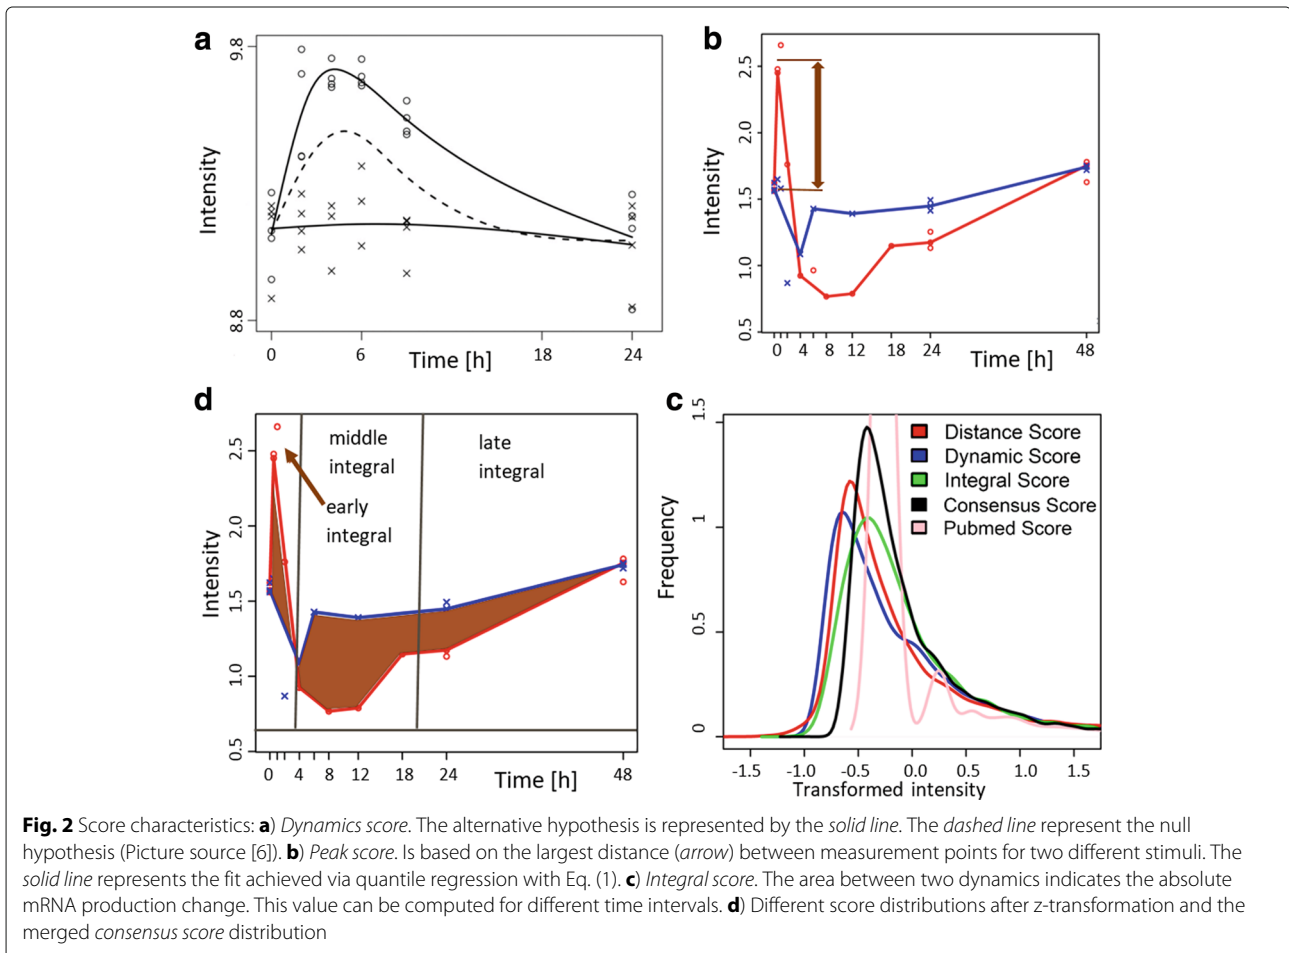 a
9.8
8.8
Intensity
0
6
18
24
Time [h]
b
2.5
2.0
1.5
1.0
0.5
Intensity
0
4
8
12
18
24
48
Time [h]
d
2.5
2.0
1.5
1.0
0.5
Intensity
middle
integral
late
integral
early
integral
0
4
8
12
18
24
48
Time [h]
c
1.5
1
0.5
0
Frequency
Distance Score
Dynamic Score
Integral Score
Consensus Score
Pubmed Score
-1.5
-1.0
-0.5
0.0
0.5
1.0
1.5
Transformed intensity
Fig. 2 Score characteristics: a) Dynamics score. The alternative hypothesis is represented by the solid line. The dashed line represent the null
hypothesis (Picture source [6]). b) Peak score. Is based on the largest distance (arrow) between measurement points for two different stimuli. The
solid line represents the fit achieved via quantile regression with Eq. (1). c) Integral score. The area between two dynamics indicates the absolute
mRNA production change. This value can be computed for different time intervals. d) Different score distributions after z-transformation and the
merged consensus score distribution